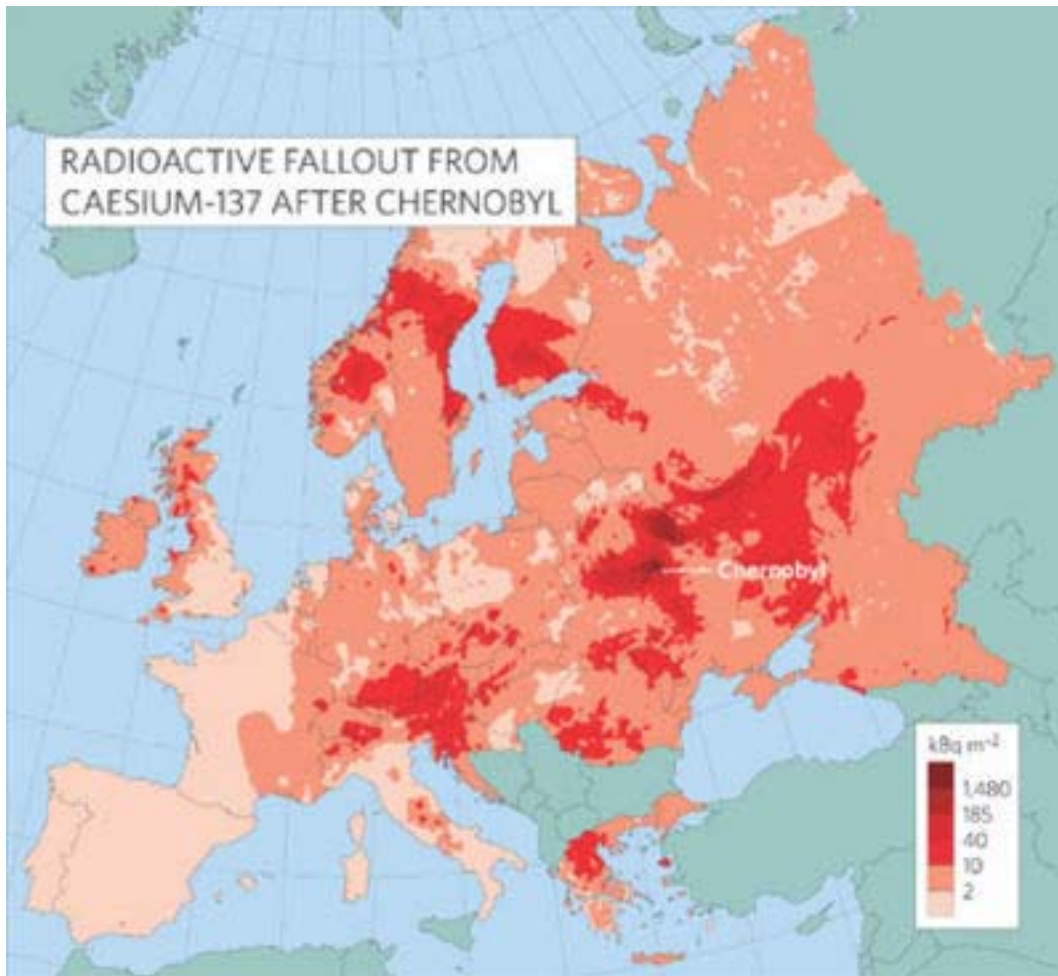 RADIOACTIVE FALLOUT FROM
CAESIUM-137 AFTER CHERNOBYL
Chernobyl
kBq m⁻²
1,480
185
40
10
2